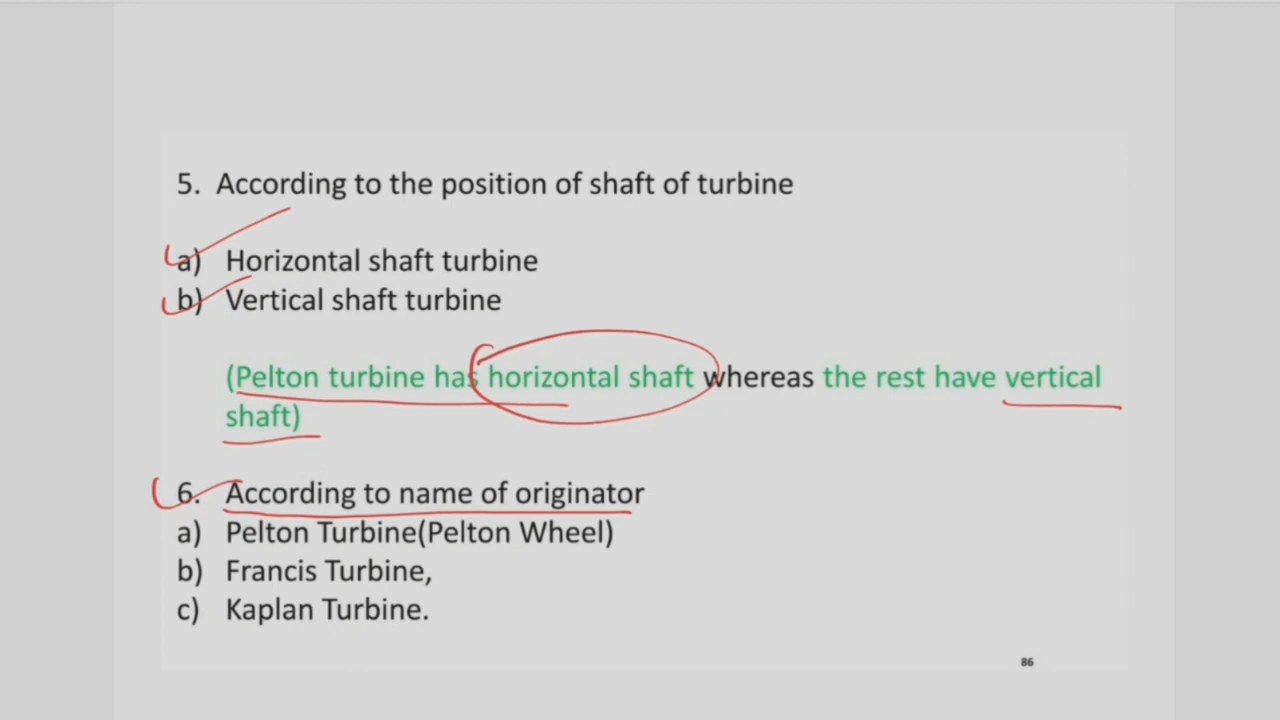 5. According to the position of shaft of turbine
a) Horizontal shaft turbine
b) Vertical shaft turbine
(Pelton turbine has horizontal shaft whereas the rest have vertical
shaft)
6. According to name of originator
a) Pelton Turbine(Pelton Wheel)
b) Francis Turbine,
c) Kaplan Turbine.
86